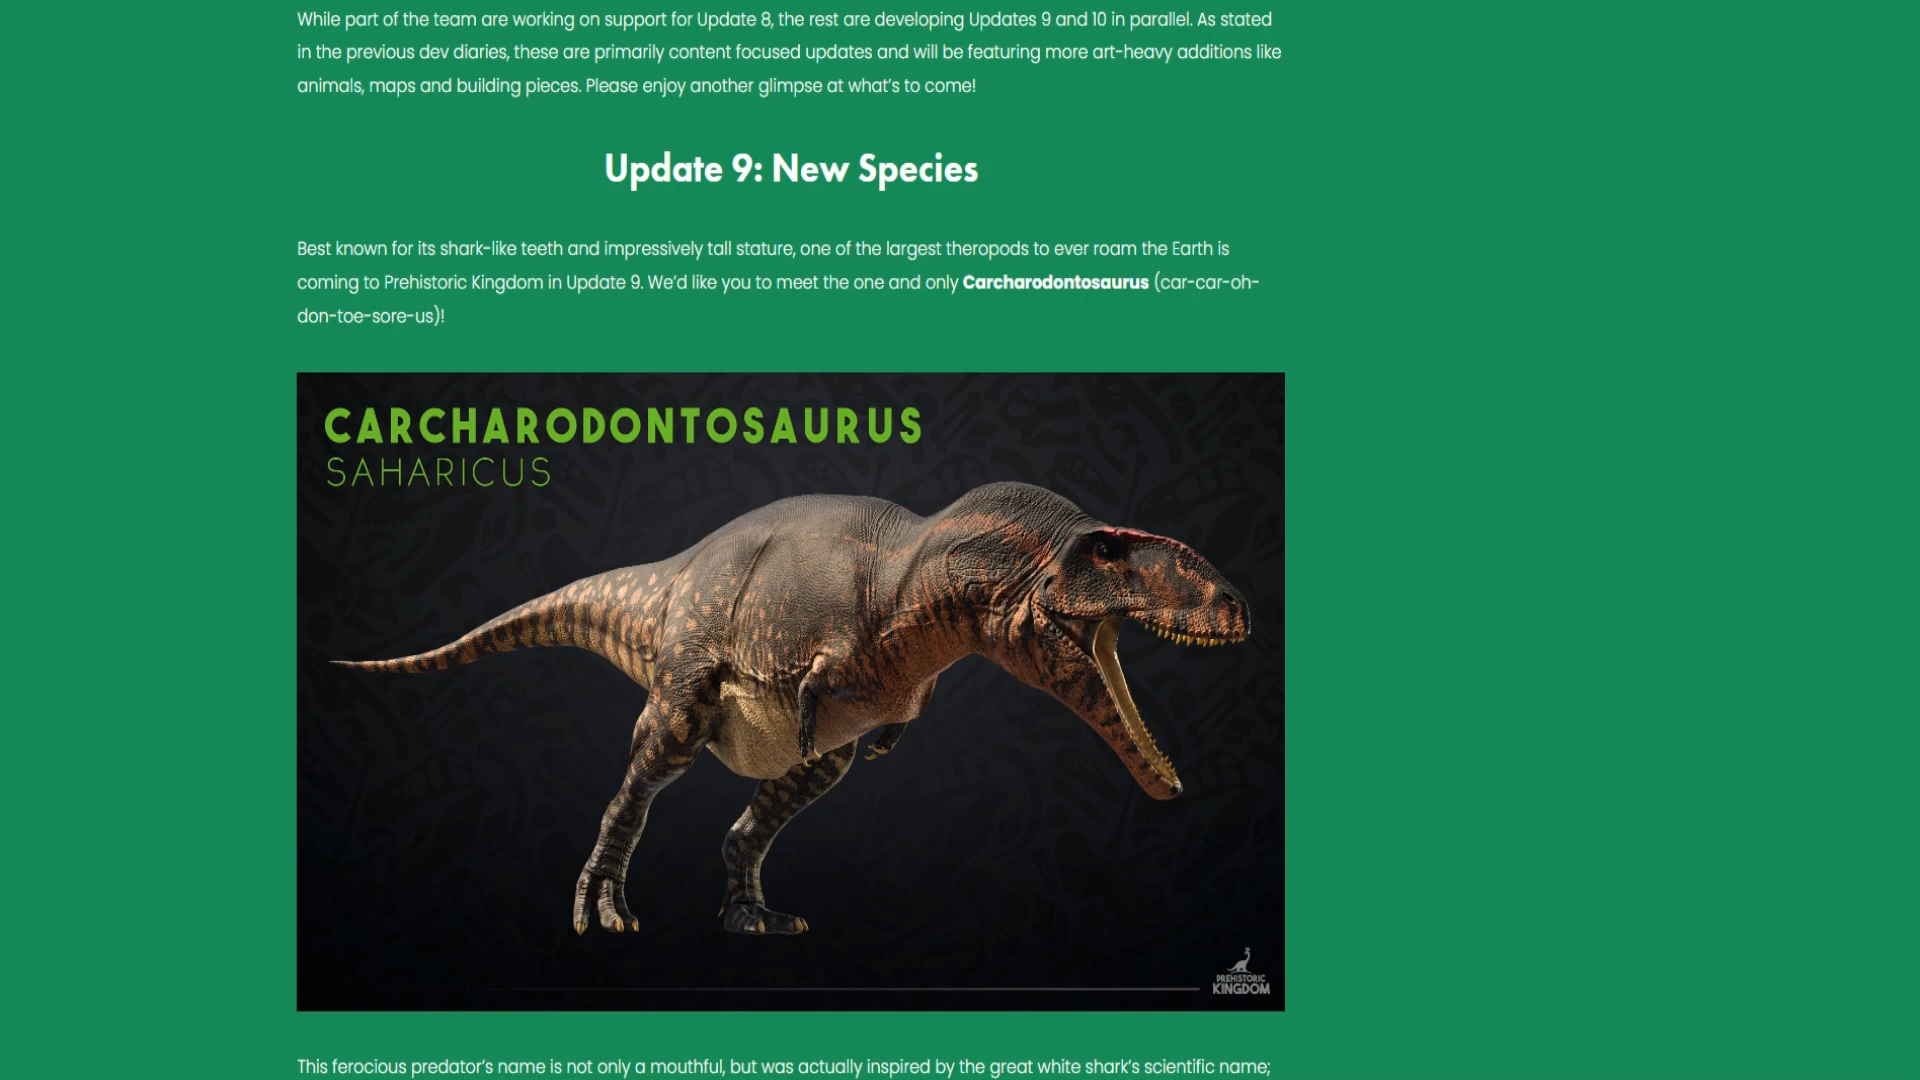 While part of the team are working on support for Update 8, the rest are developing Updates 9 and 10 in parallel. As stated
in the previous dev diaries, these are primarily content focused updates and will be featuring more art-heavy additions like
animals, maps and building pieces. Please enjoy another glimpse at what's to come!
Update 9: New Species
Best known for its shark-like teeth and impressively tall stature, one of the largest theropods to ever roam the Earth is
coming to Prehistoric Kingdom in Update 9. We'd like you to meet the one and only Carcharodontosaurus (car-car-oh-
don-toe-sore-us)!
CARCHARODONTOSAURUS
SAHARICUS
PREHISTORIC
KINGDOM
This ferocious predator's name is not only a mouthful, but was actually inspired by the great white shark's scientific name;